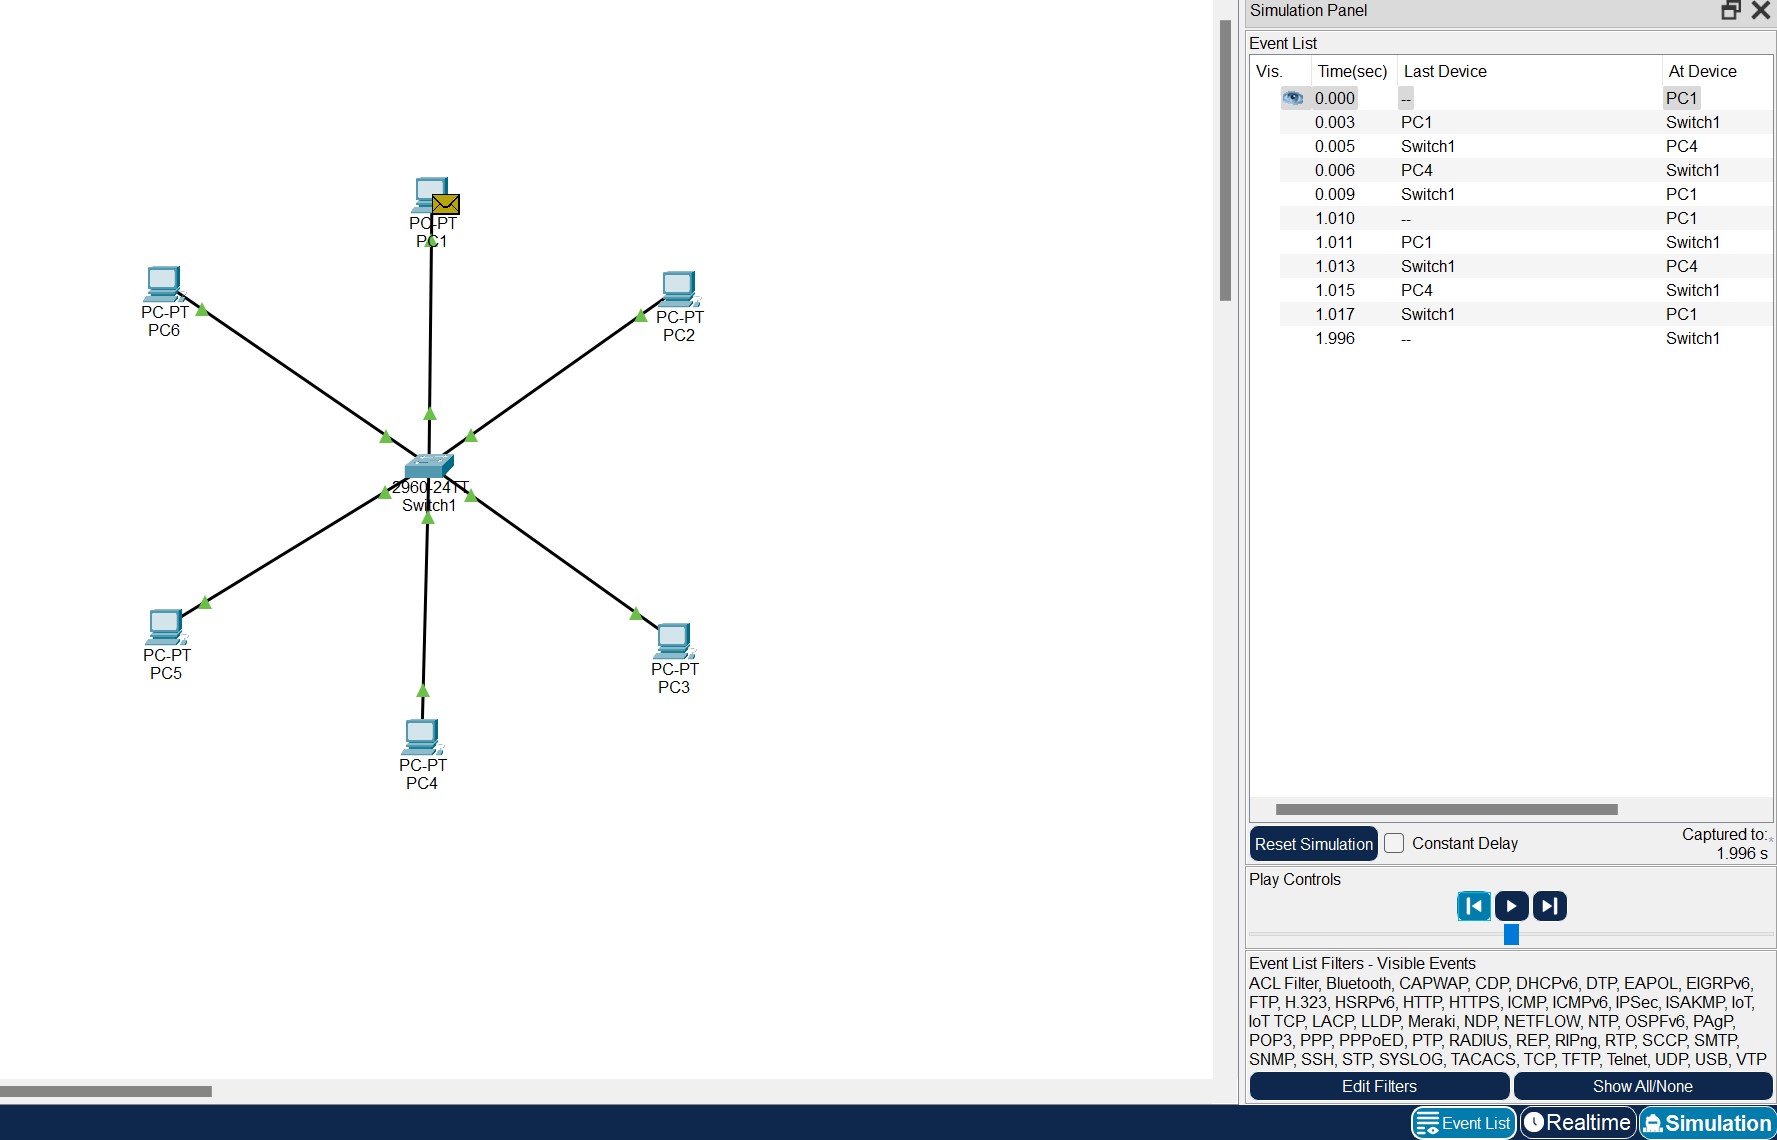 PC-PT
PC1
PC-PT
PC6
PC-PT
PC2
2960-24TT
Switch1
PC-PT
PC5
PC-PT
PC3
PC-PT
PC4
Simulation Panel
Event List
Vis. Time(sec) Last Device At Device
0.000 -- PC1
0.003 PC1 Switch1
0.005 Switch1 PC4
0.006 PC4 Switch1
0.009 Switch1 PC1
1.010 -- PC1
1.011 PC1 Switch1
1.013 Switch1 PC4
1.015 PC4 Switch1
1.017 Switch1 PC1
1.996 -- Switch1
Reset Simulation Constant Delay Captured to:*
1.996 s
Play Controls
Event List Filters - Visible Events
ACL Filter, Bluetooth, CAPWAP, CDP, DHCPv6, DTP, EAPOL, EIGRPv6,
FTP, H.323, HSRPv6, HTTP, HTTPS, ICMP, ICMPv6, IPSec, ISAKMP, IoT,
IoT TCP, LACP, LLDP, Meraki, NDP, NETFLOW, NTP, OSPFv6, PAgP,
POP3, PPP, PPPoED, PTP, RADIUS, REP, RIPng, RTP, SCCP, SMTP,
SNMP, SSH, STP, SYSLOG, TACACS, TCP, TFTP, Telnet, UDP, USB, VTP
Edit Filters Show All/None
Event List Realtime Simulation